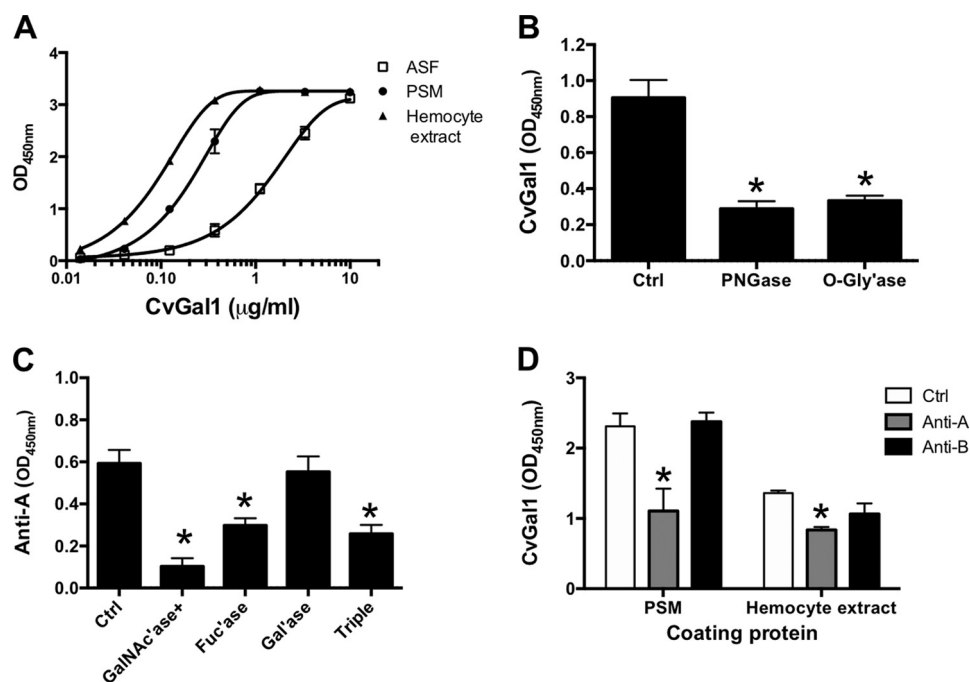 A
OD450nm
4
3
2
1
0
0.01
0.10
1
10
CvGal1 (μg/ml)
ASF
PSM
Hemocyte
extract
B
CvGal1 (OD450nm)
1.2
1.0
0.8
0.6
0.4
0.2
0.0
*
*
Ctrl
PNGase
O-Gly'ase
C
Anti-A (OD450nm)
1.0
0.8
0.6
0.4
0.2
0.0
*
*
*
Ctrl
GalNAc'ase+
Fuc'ase
Gal'ase
Triple
D
CvGal1 (OD450nm)
3
2
1
0
*
*
PSM
Hemocyte extract
Coating protein
Ctrl
Anti-A
Anti-B